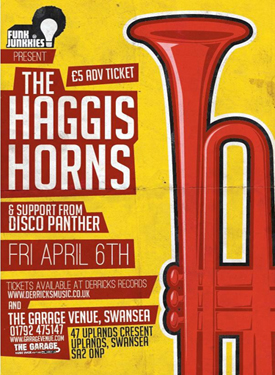 FUNK
JUNKKIES!
PRESENT
£5 ADV TICKET
THE
HAGGIS
HORNS
& SUPPORT FROM
DISCO PANTHER
FRI APRIL 6TH
TICKETS AVAILABLE AT DERRICKS RECORDS
WWW.DERRICKSMUSIC.CO.UK
AND
THE GARAGE VENUE, SWANSEA
01792 475147
WWW.GARAGEVENUE.COM
THE GARAGE
47 UPLANDS CRESENT
UPLANDS, SWANSEA
SA2 0NP